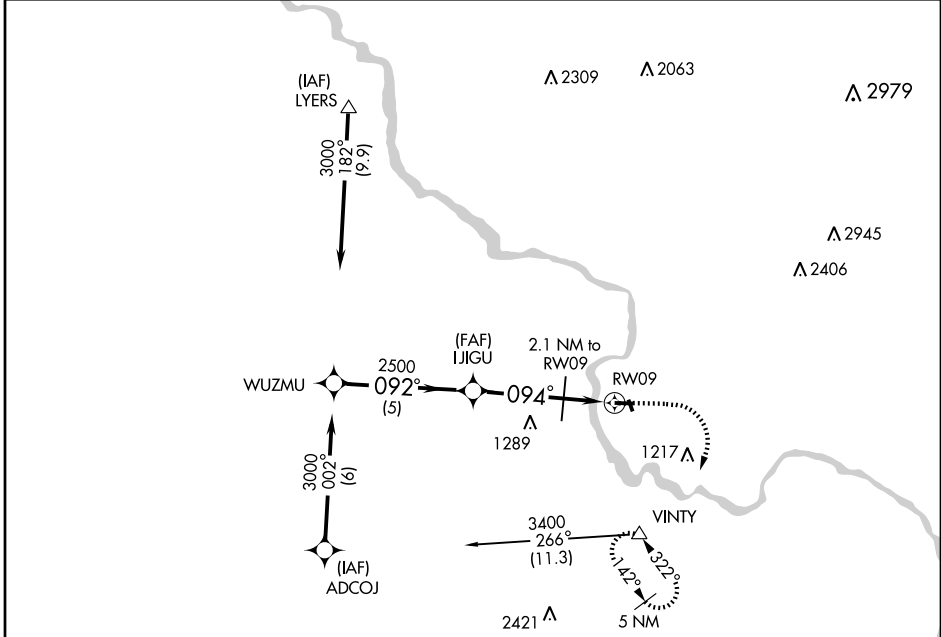 (IAF)
LYERS
3000
182°
(9.9)
2309
2063
2979
2945
2406
WUZMU
2500
092°
(5)
(FAF)
IJIGU
094°
2.1 NM to
RW09
RW09
1289
1217
3000
002°
(6)
(IAF)
ADCOJ
3400
266°
(11.3)
VINTY
142°
322°
5 NM
2421